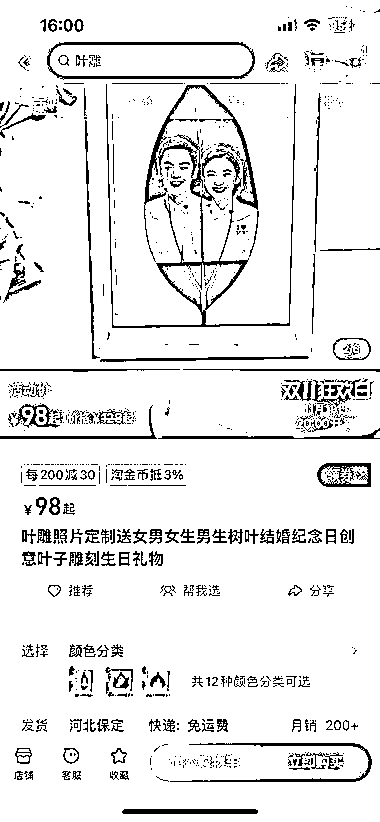 16:00
叶雕
活动价
¥98起
双11狂欢日
每200减30 淘金币抵3%
¥98起
叶雕照片定制送女男女生男生树叶结婚纪念日创
意叶子雕刻生日礼物
推荐 帮我选 分享
选择 颜色分类
共12种颜色分类可选
发货 河北保定 快递: 免运费 月销 200+
店铺 客服 收藏 立即购买